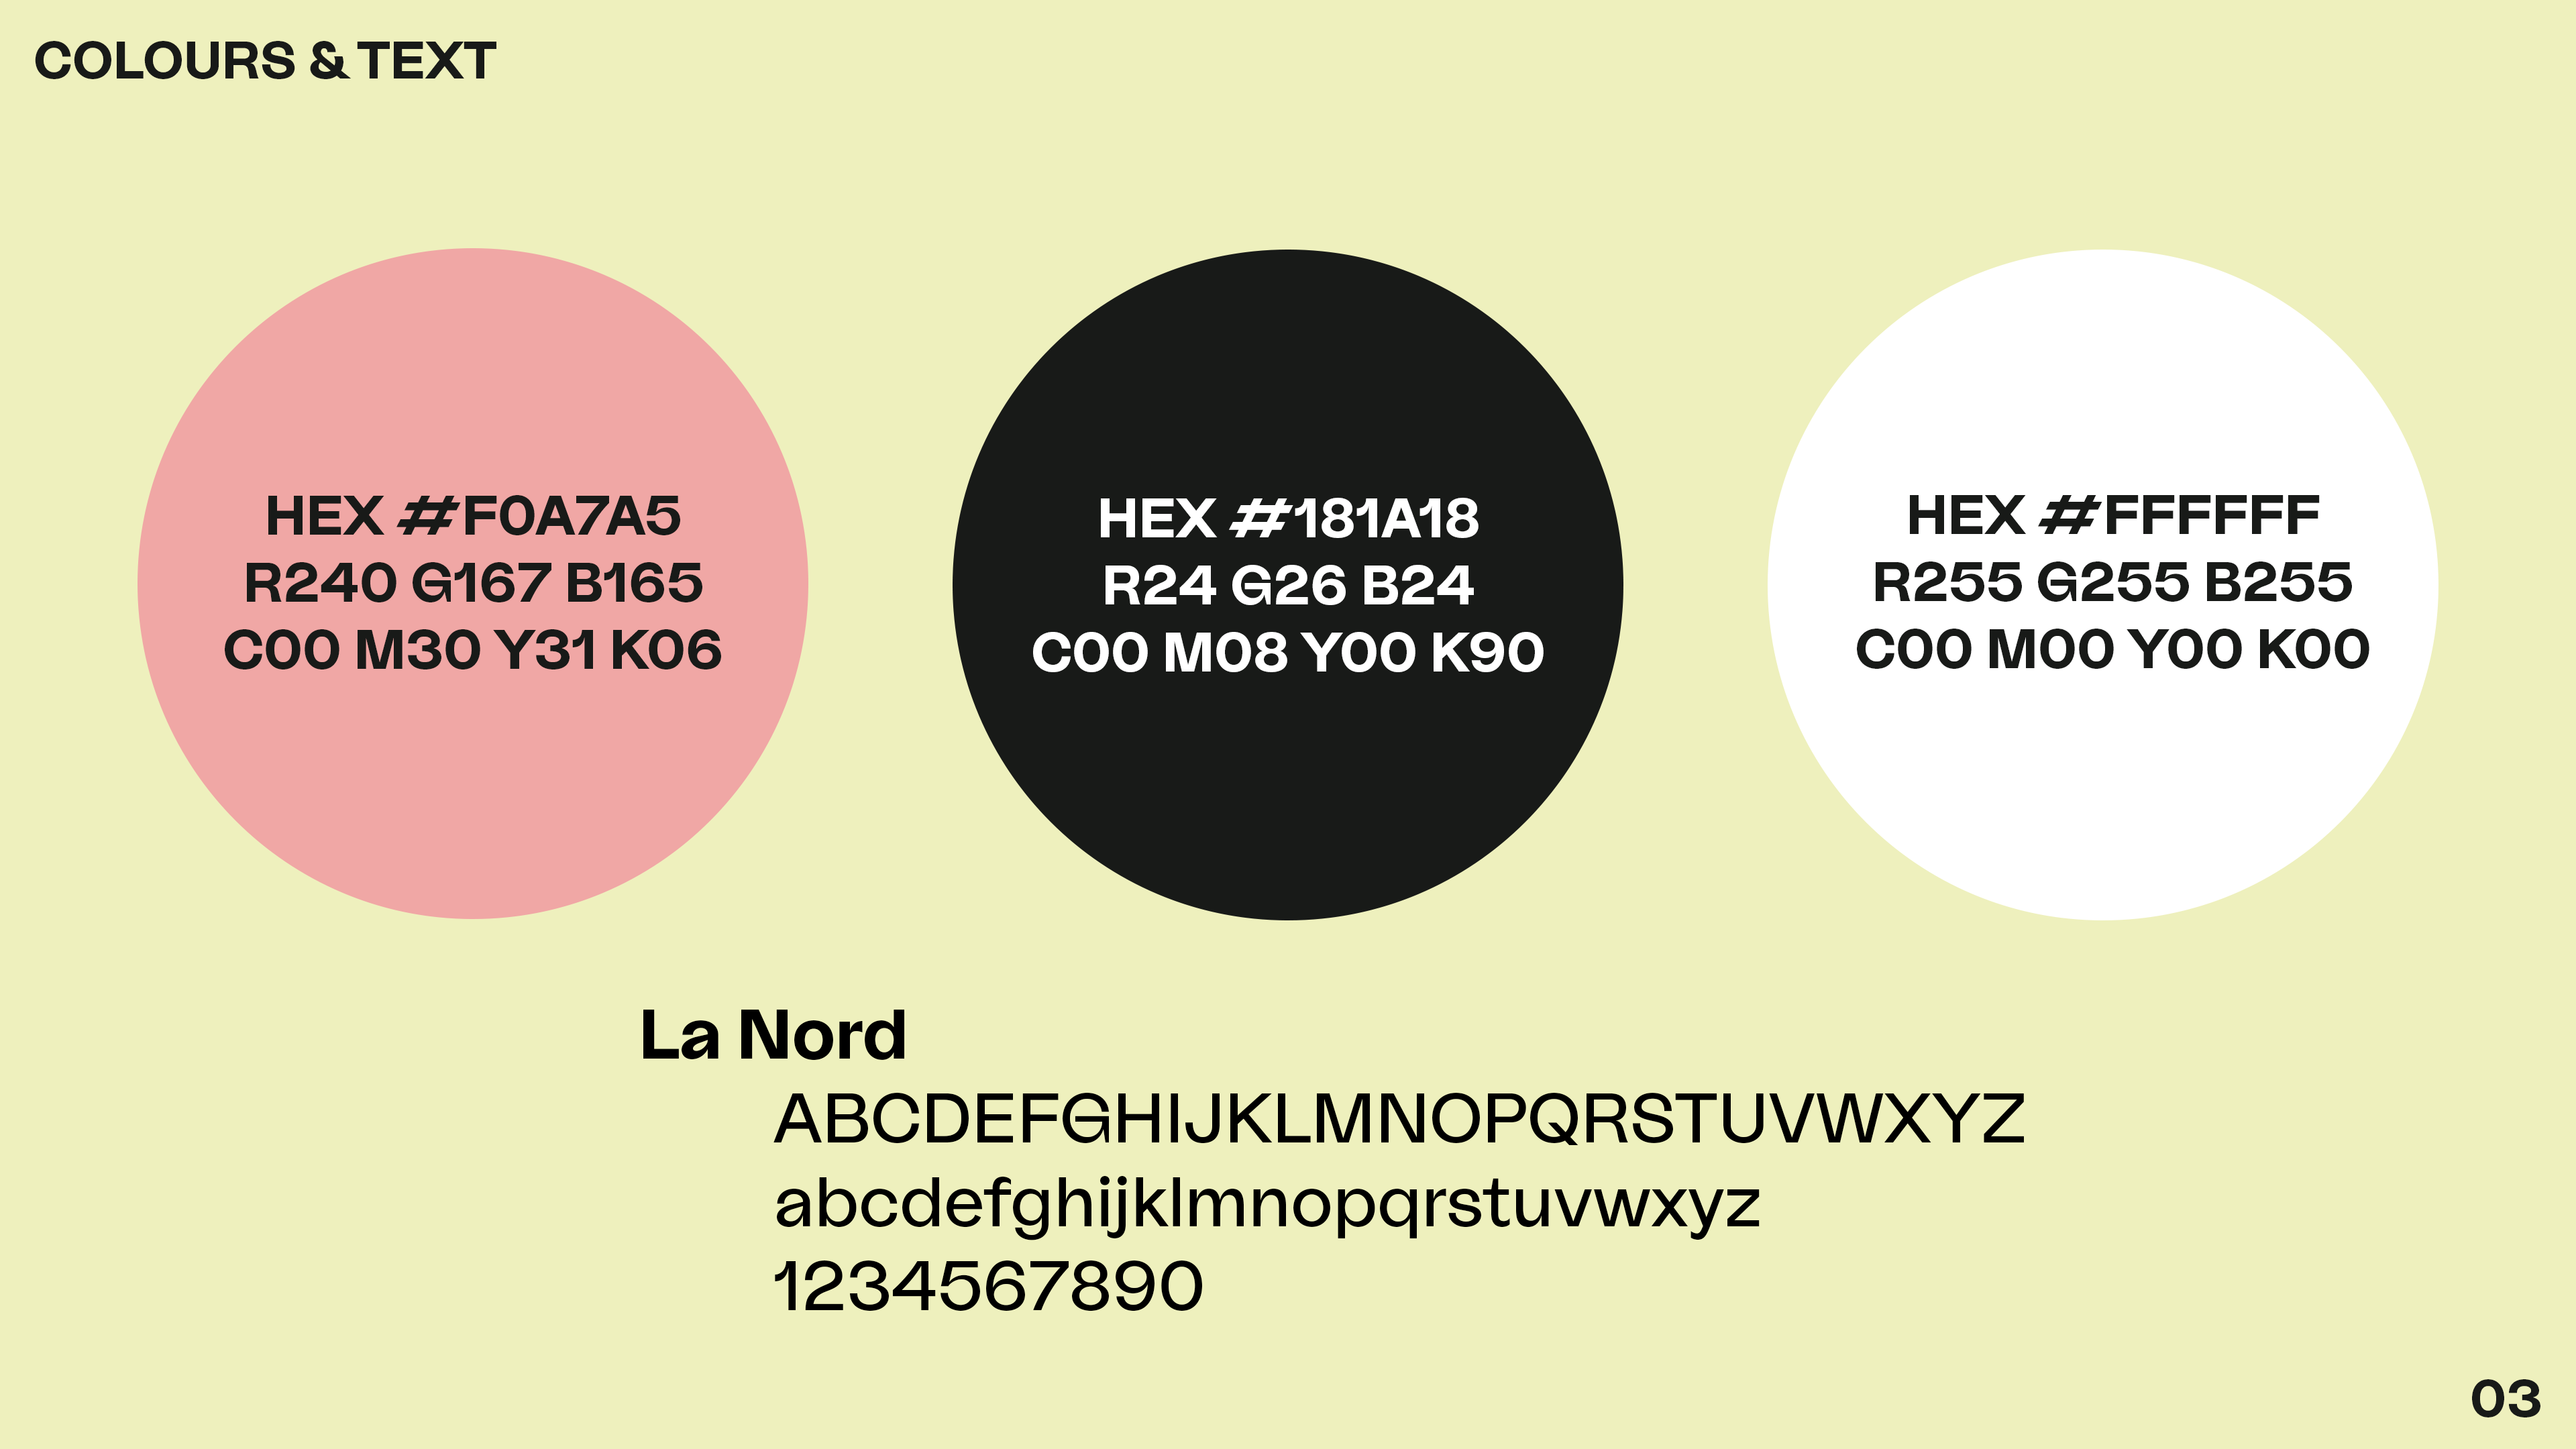 COLOURS & TEXT
HEX #F0A7A5
R240 G167 B165
C00 M30 Y31 K06
HEX #181A18
R24 G26 B24
C00 M08 Y00 K90
HEX #FFFFFF
R255 G255 B255
C00 M00 Y00 K00
La Nord
ABCDEFGHIJKLMNOPQRSTUVWXYZ
abcdefghijklmnopqrstuvwxyz
1234567890
03